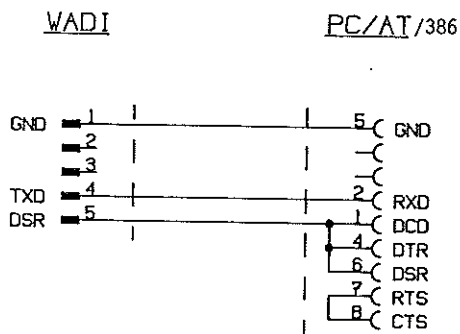 WADI PC/AT/386
GND 1 5 GND
2
3
TXD 4 2 RXD
DSR 5 1 DCD
4 DTR
6 DSR
7 RTS
8 CTS